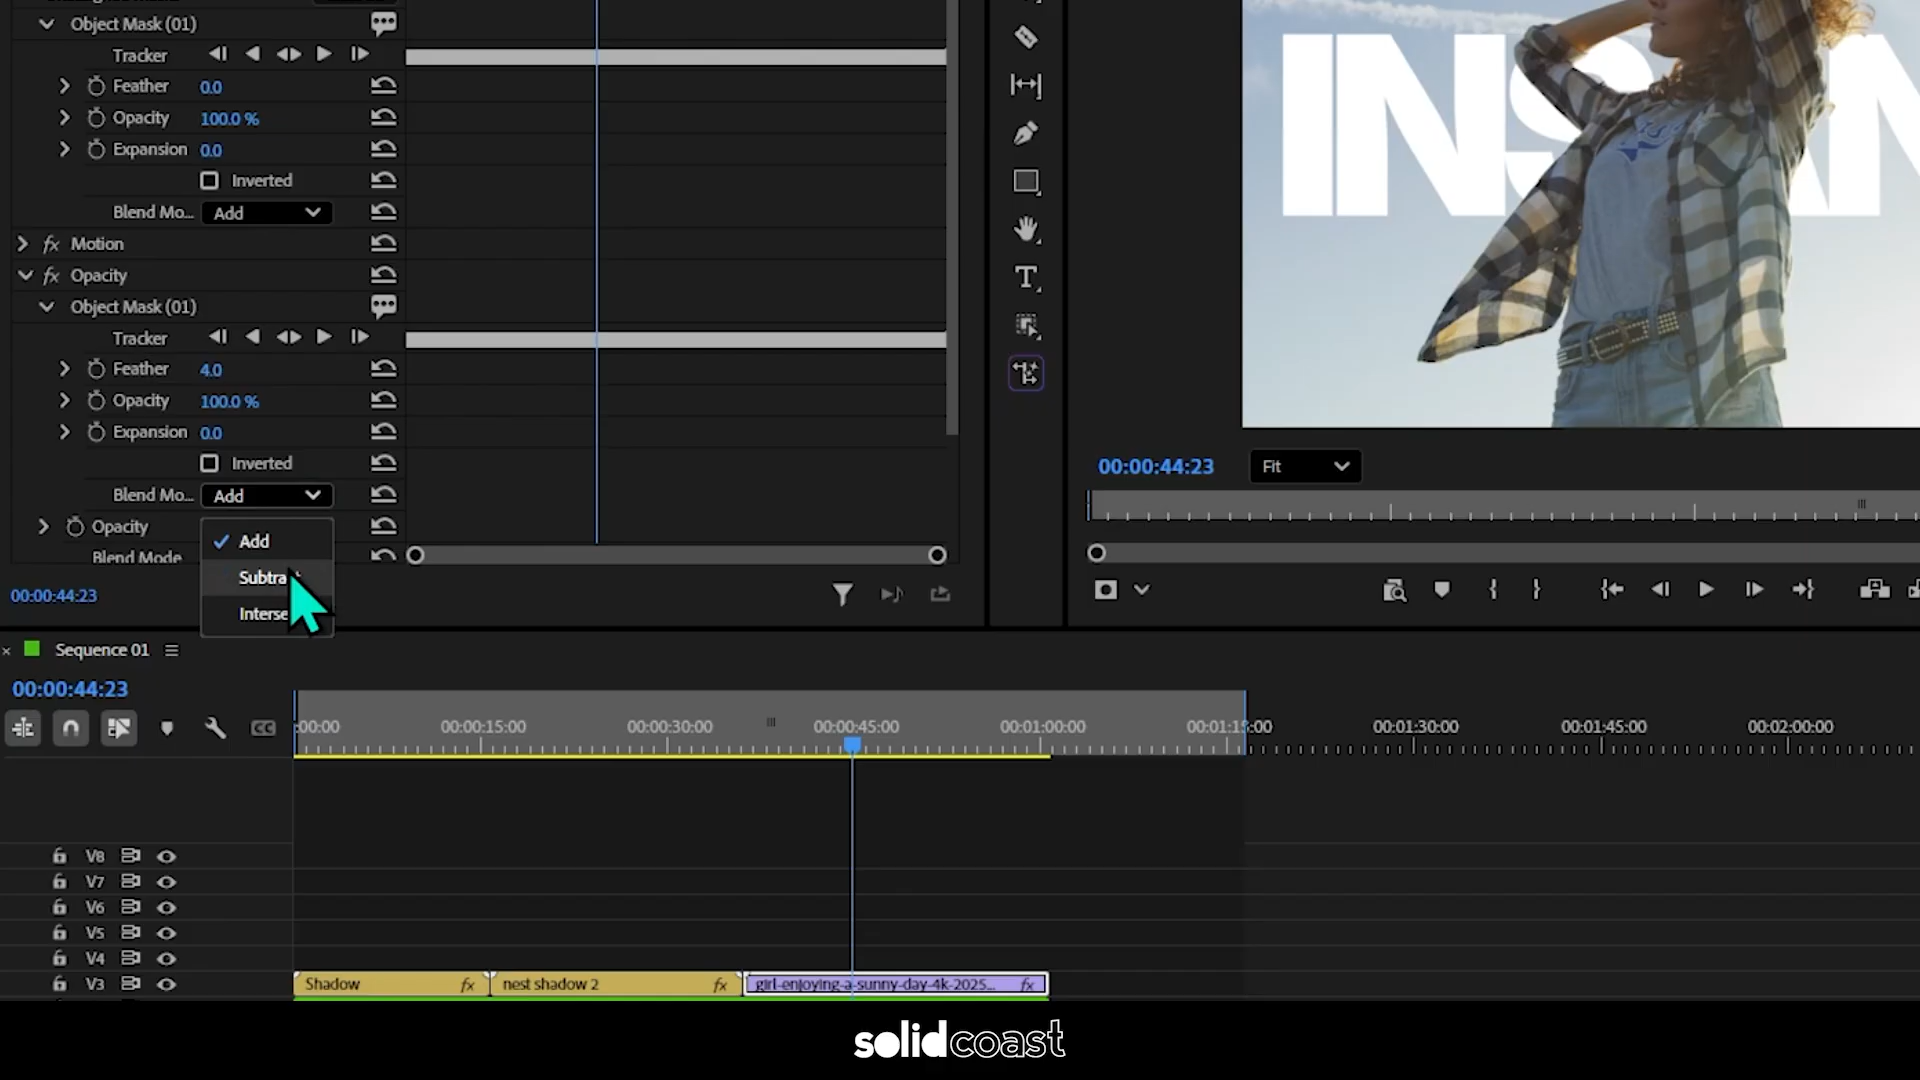 Object Mask (01)
Tracker
Feather 0.0
Opacity 100.0 %
Expansion 0.0
Inverted
Blend Mo... Add
fx Motion
fx Opacity
Object Mask (01)
Tracker
Feather 4.0
Opacity 100.0 %
Expansion 0.0
Inverted
Blend Mo... Add
Opacity
Add
Blend Mode
Subtra
Interse
00:00:44:23
INSAN
00:00:44:23 Fit
Sequence 01
00:00:44:23
CC
:00:00 00:00:15:00 00:00:30:00 00:00:45:00 00:01:00:00 00:01:15:00 00:01:30:00 00:01:45:00 00:02:00:00
V8
V7
V6
V5
V4
V3 Shadow fx nest shadow 2 fx girl-enjoying-a-sunny-day-4k-2025... fx
solidcoast